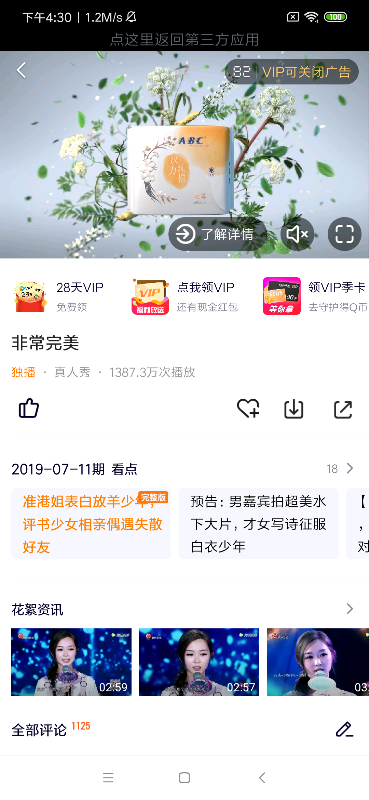 下午4:30 | 1.2M/s
100
点这里返回第三方应用
82 | VIP可关闭广告
ABC
了解详情
28天VIP
免费领
VIP
点我领VIP
还有现金红包
领VIP季卡
去守护得Q币
非常完美
独播 · 真人秀 · 1387.3万次播放
2019-07-11期 看点
18
准港姐表白放羊少年，
完整版
评书少女相亲偶遇失散
好友
预告：男嘉宾拍超美水
下大片，才女写诗征服
白衣少年
【
，
对
花絮资讯
02:59
02:57
03:
全部评论 1125